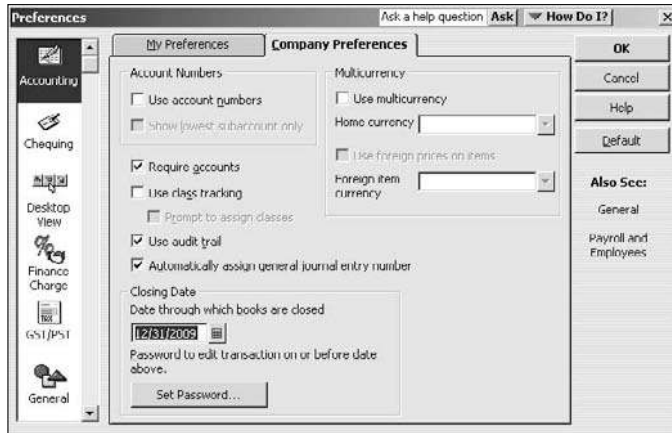 Preferences
Ask a help question Ask How Do I?
My Preferences
Company Preferences
Accounting
Chequing
Desktop
View
Finance
Charge
GST/PST
General
Account Numbers
Use account numbers
Show lowest subaccount only
Require accounts
Use class tracking
Prompt to assign classes
Use audit trail
Automatically assign general journal entry number
Closing Date
Date through which books are closed
12/31/2009
Password to edit transaction on or before date
above.
Set Password...
Multicurrency
Use multicurrency
Home currency
Use foreign prices on items
Foreign item
currency
OK
Cancel
Help
Default
Also See:
General
Payroll and
Employees